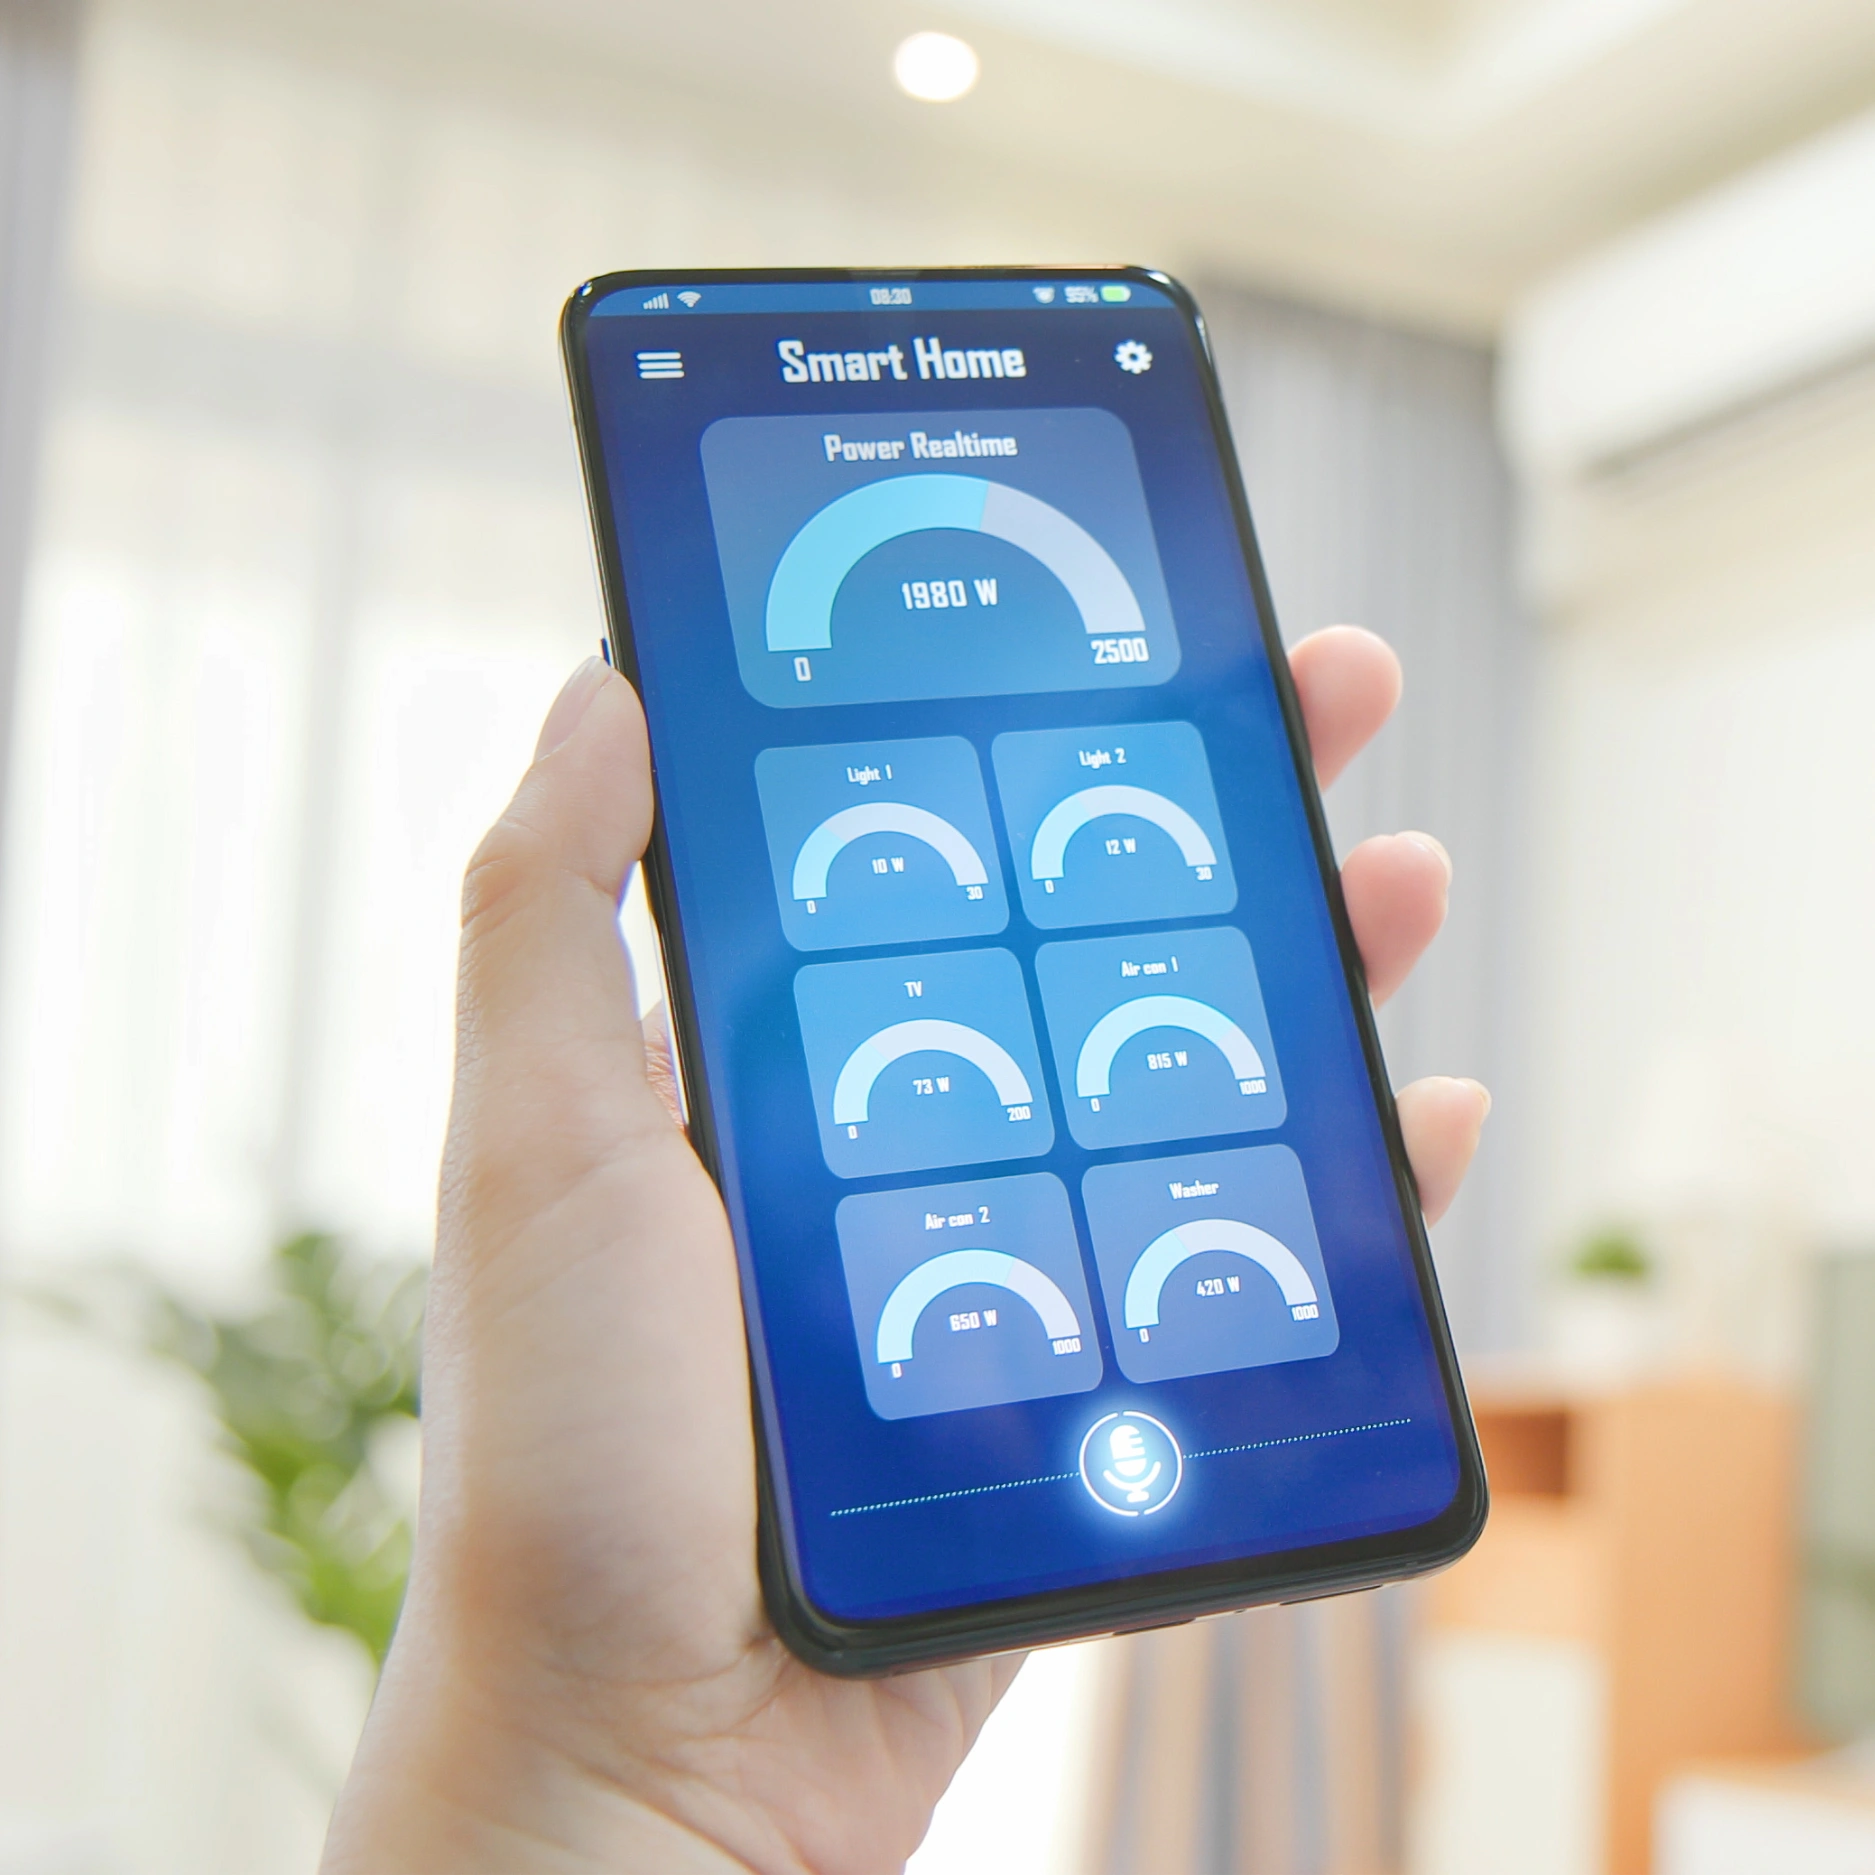 08:30
95%
Smart Home
Power Realtime
1980 W
0
2500
Light 1
10 W
0
30
Light 2
12 W
0
30
TV
73 W
0
200
Air con 1
815 W
0
1000
Air con 2
650 W
0
1000
Washer
420 W
0
1000